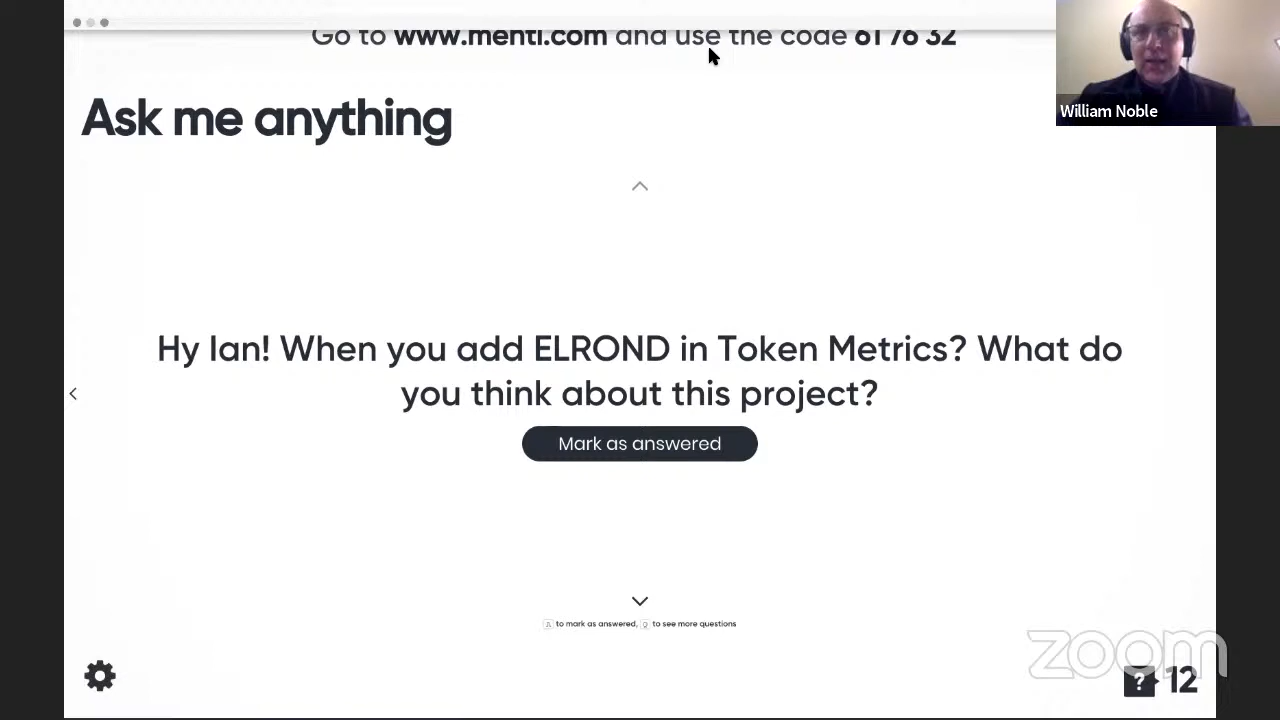 Go to www.menti.com and use the code 61 76 32
William Noble
Ask me anything
Hy Ian! When you add ELROND in Token Metrics? What do
you think about this project?
Mark as answered
A to mark as answered, Q to see more questions
zoom
? 12